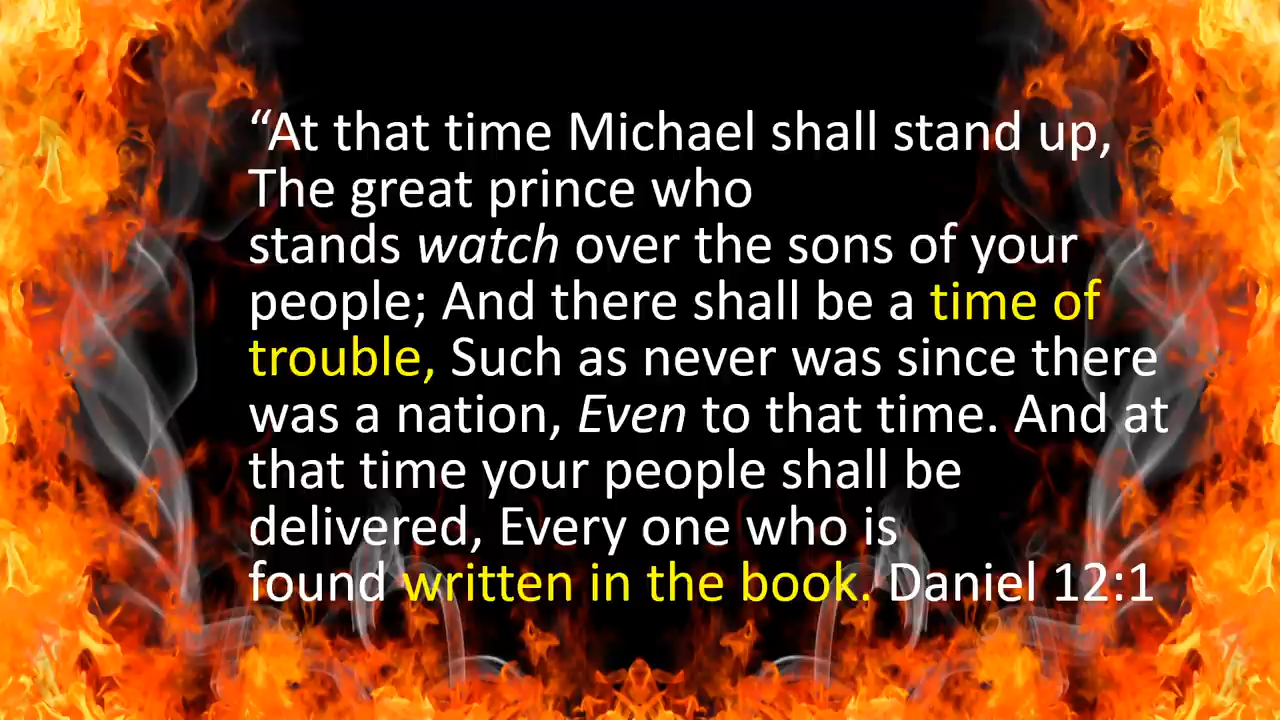 “At that time Michael shall stand up,
The great prince who
stands watch over the sons of your
people; And there shall be a time of
trouble, Such as never was since there
was a nation, Even to that time. And at
that time your people shall be
delivered, Every one who is
found written in the book. Daniel 12:1